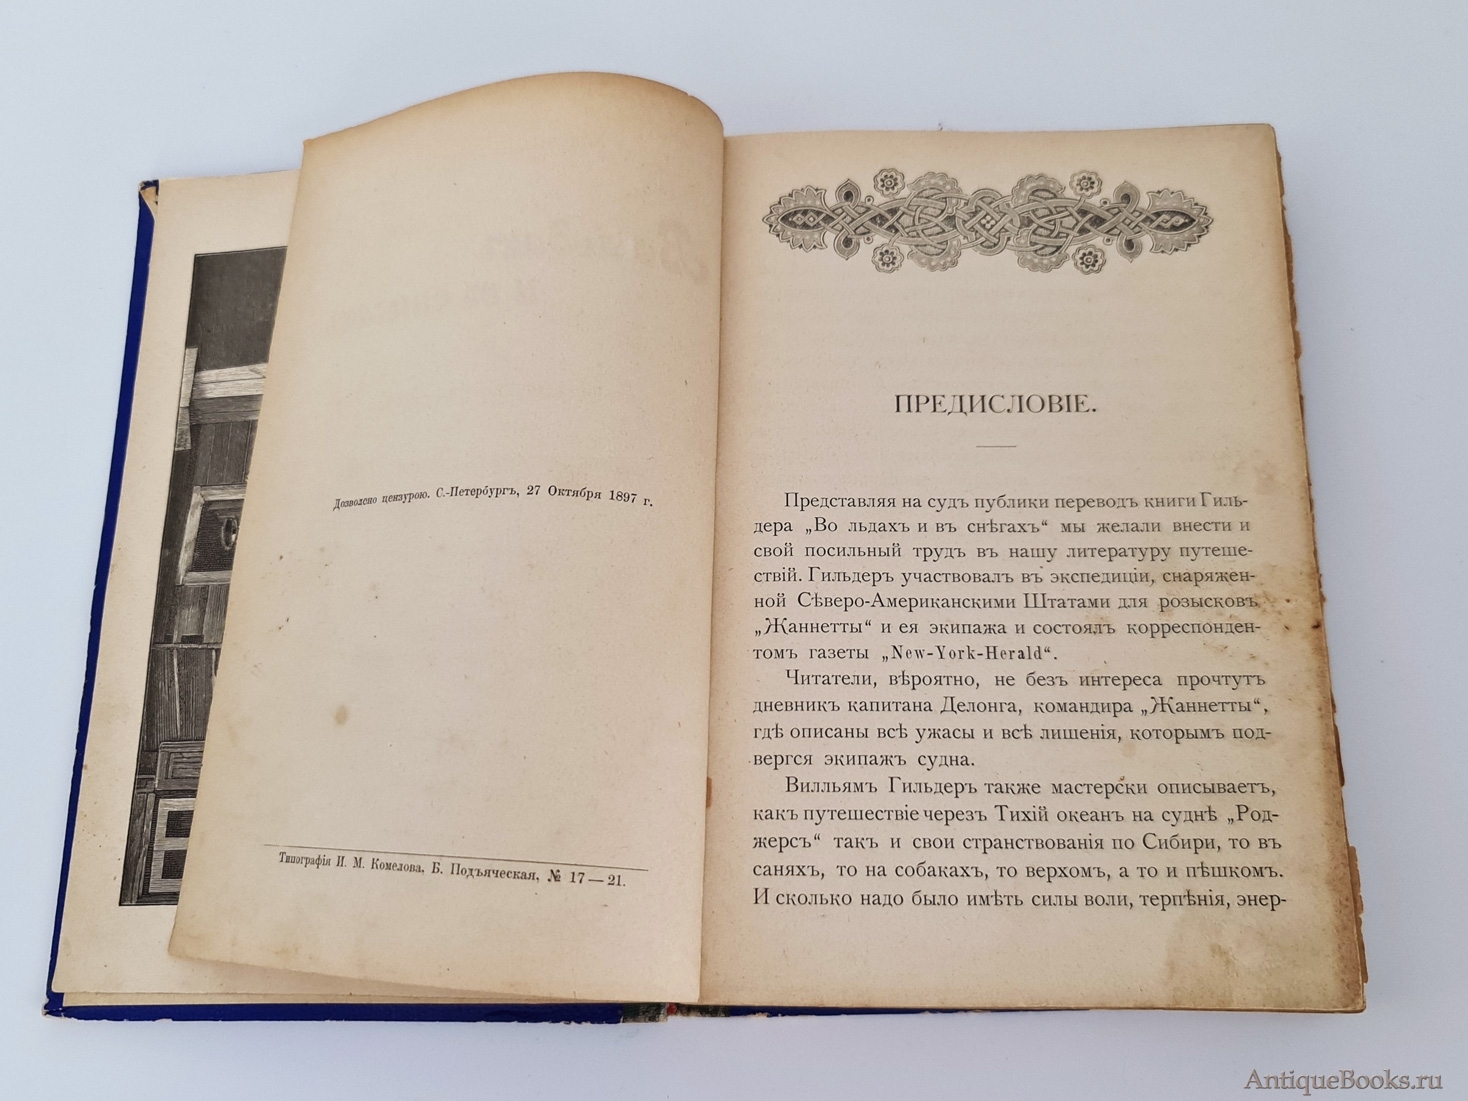 Дозволено цензурою. С.-Петербургъ, 27 Октября 1897 г.
Типографія И. М. Комелова, Б. Подъяческая, № 17—21.
ПРЕДИСЛОВІЕ.
Представляя на судъ публики переводъ книги Гиль-
дера „Во льдахъ и въ снѣгахъ“ мы желали внести и
свой посильный трудъ въ нашу литературу путеше-
ствій. Гильдеръ участвовалъ въ экспедиціи, снаряжен-
ной Сѣверо-Американскими Штатами для розысковъ
„Жаннетты“ и ея экипажа и состоялъ корреспонден-
томъ газеты „New-York-Herald“.
Читатели, вѣроятно, не безъ интереса прочтутъ
дневникъ капитана Делонга, командира „Жаннетты“,
гдѣ описаны всѣ ужасы и всѣ лишенія, которымъ под-
вергся экипажъ судна.
Вилльямъ Гильдеръ также мастерски описываетъ,
какъ путешествіе черезъ Тихій океанъ на суднѣ „Род-
жерсъ“ такъ и свои странствованія по Сибири, то въ
саняхъ, то на собакахъ, то верхомъ, а то и пѣшкомъ.
И сколько надо было имѣть силы воли, терпѣнія, энер-
AntiqueBooks.ru